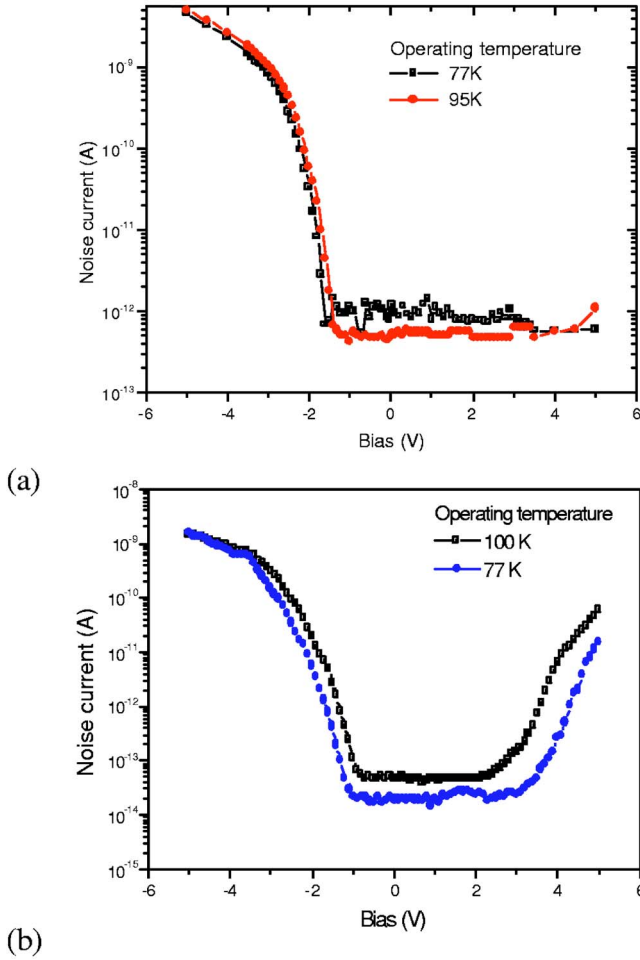 Operating temperature
77K
95K
Noise current (A)
10⁻⁹
10⁻¹⁰
10⁻¹¹
10⁻¹²
10⁻¹³
-6 -4 -2 0 2 4 6
Bias (V)
(a)
Operating temperature
100 K
77 K
Noise current (A)
10⁻⁸
10⁻⁹
10⁻¹⁰
10⁻¹¹
10⁻¹²
10⁻¹³
10⁻¹⁴
10⁻¹⁵
-6 -4 -2 0 2 4 6
Bias (V)
(b)